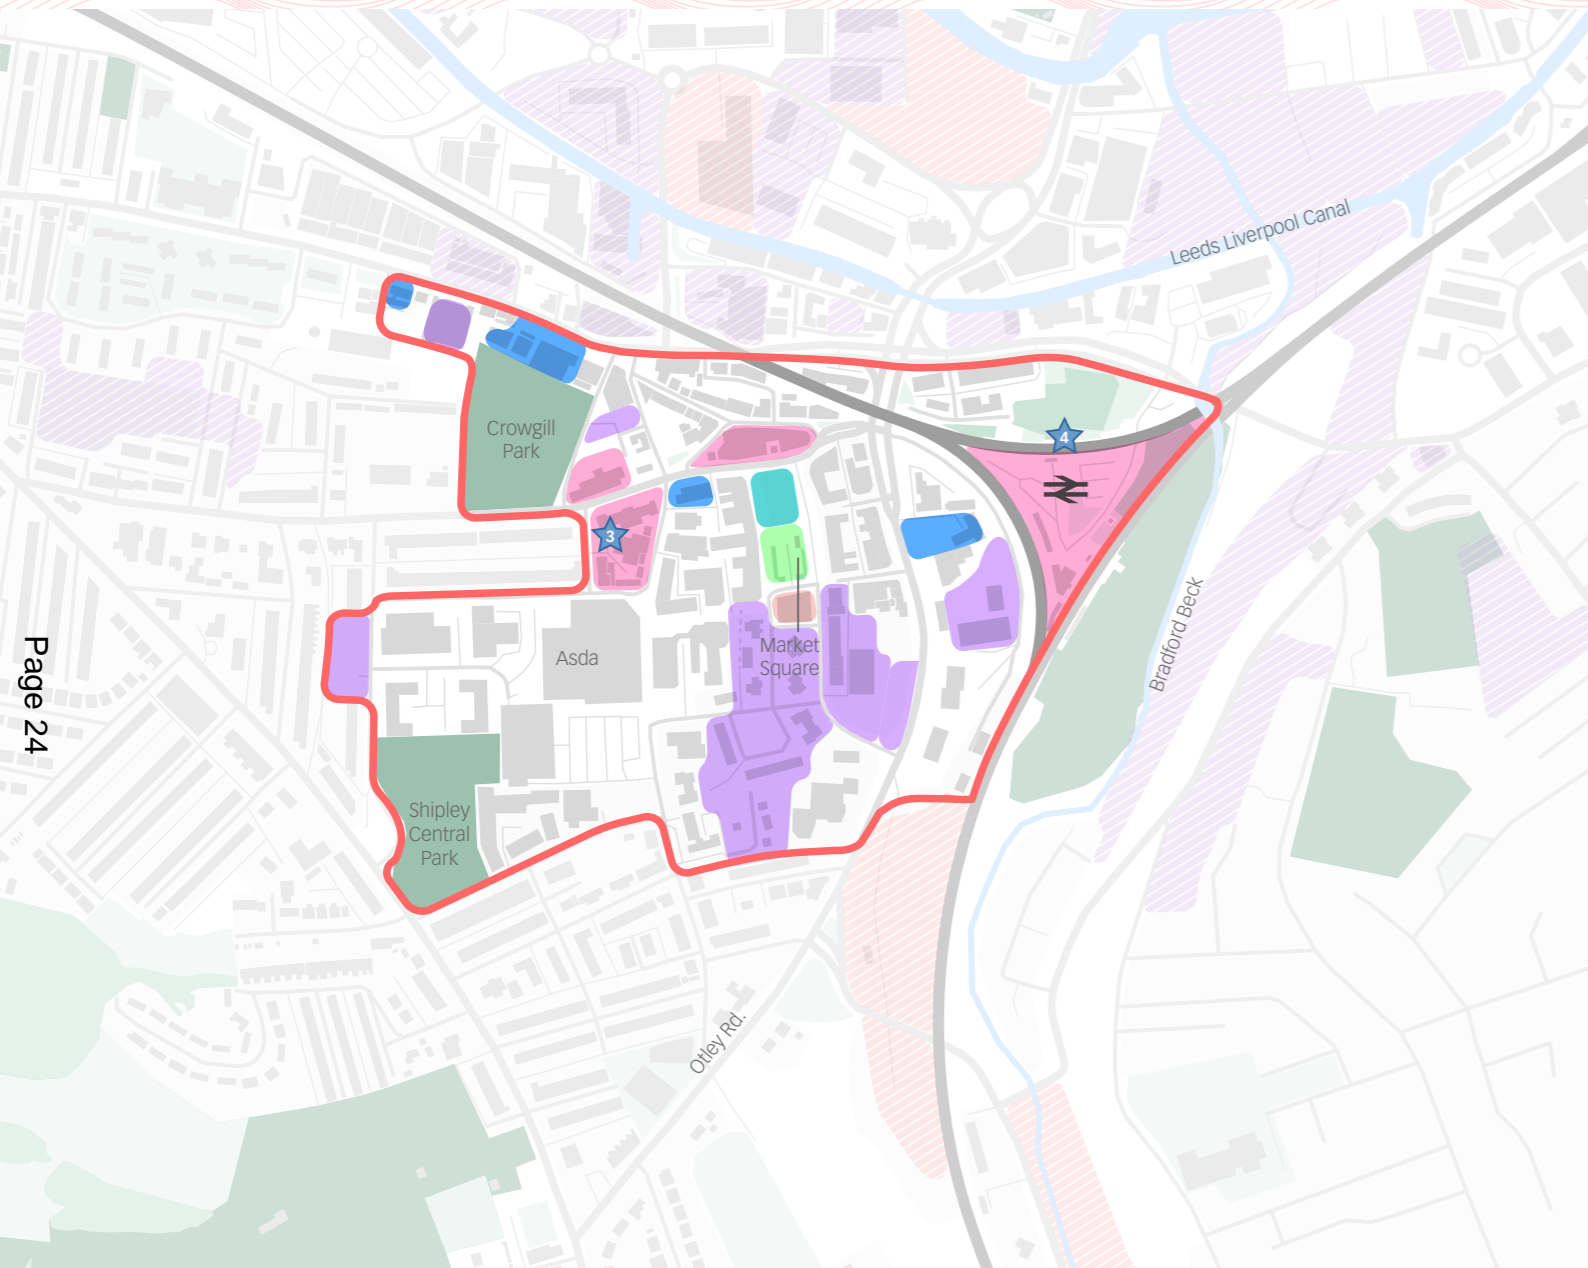 Leeds Liverpool Canal
Crowgill
Park
4
3
Bradford Beck
Page 24
Asda
Market
Square
Shipley
Central
Park
Otley Rd.